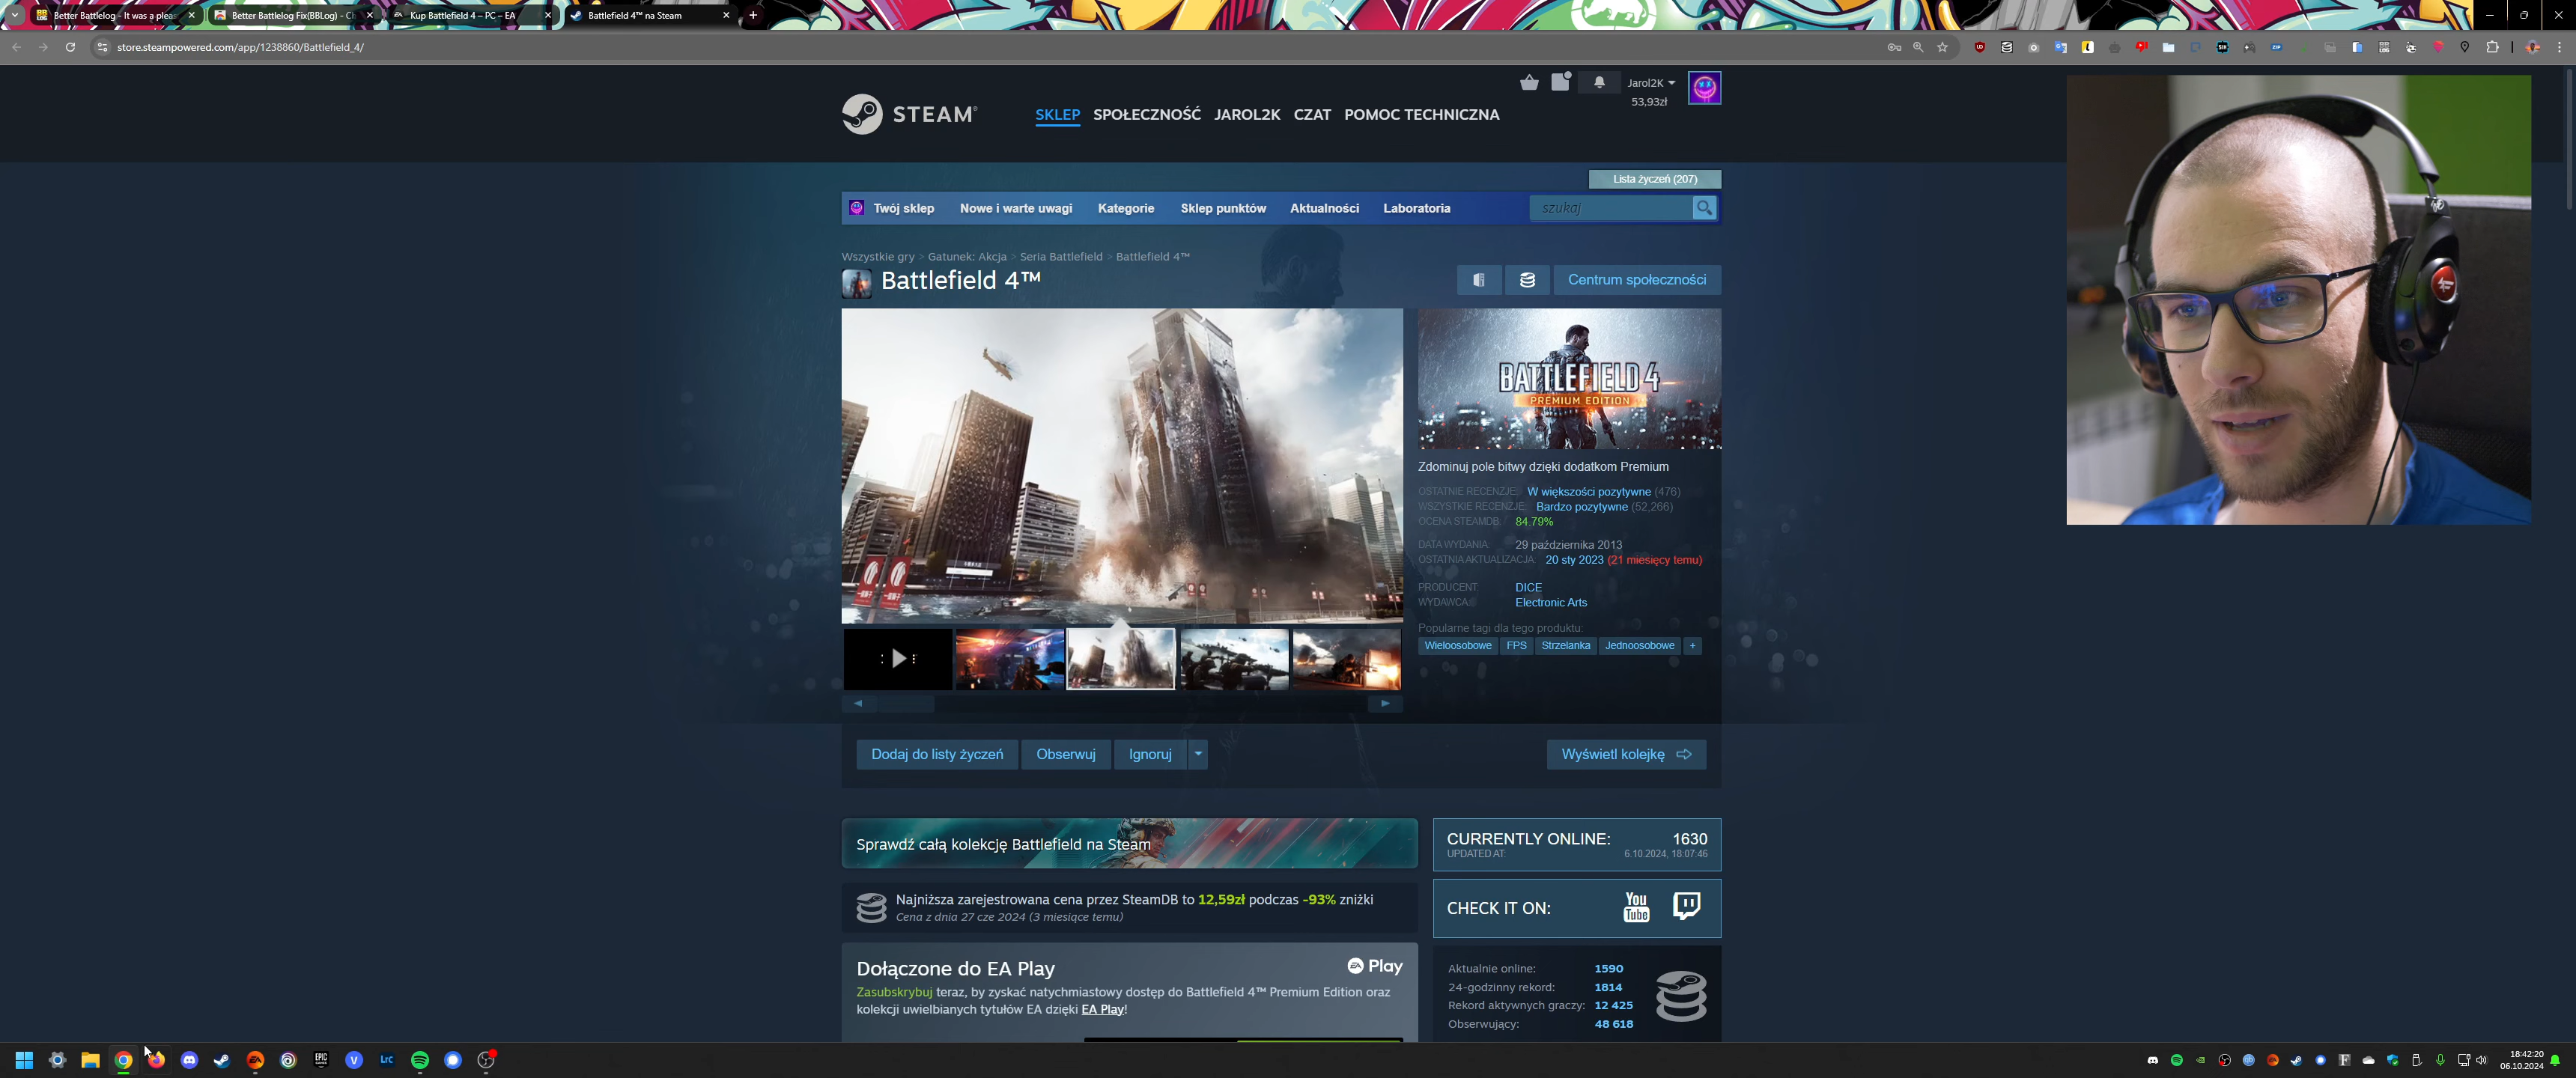 Better Battlelog - It was a pleas
Better Battlelog Fix(BBLog) - Ch
Kup Battlefield 4 – PC – EA
Battlefield 4™ na Steam
store.steampowered.com/app/1238860/Battlefield_4/
STEAM
SKLEP SPOŁECZNOŚĆ JAROL2K CZAT POMOC TECHNICZNA
Jarol2K
53,93zł
Lista życzeń (207)
Twój sklep Nowe i warte uwagi Kategorie Sklep punktów Aktualności Laboratoria
szukaj
Wszystkie gry > Gatunek: Akcja > Seria Battlefield > Battlefield 4™
Battlefield 4™
Centrum społeczności
BATTLEFIELD 4
PREMIUM EDITION
Zdominuj pole bitwy dzięki dodatkom Premium
OSTATNIE RECENZJE: W większości pozytywne (476)
WSZYSTKIE RECENZJE: Bardzo pozytywne (52,266)
OCENA STEAMDB: 84.79%
DATA WYDANIA: 29 października 2013
OSTATNIA AKTUALIZACJA: 20 sty 2023 (21 miesięcy temu)
PRODUCENT: DICE
WYDAWCA: Electronic Arts
Popularne tagi dla tego produktu:
Wieloosobowe FPS Strzelanka Jednoosobowe +
Dodaj do listy życzeń Obserwuj Ignoruj
Wyświetl kolejkę
Sprawdź całą kolekcję Battlefield na Steam
CURRENTLY ONLINE: 1630
UPDATED AT: 6.10.2024, 18:07:46
Najniższa zarejestrowana cena przez SteamDB to 12,59zł podczas -93% zniżki
Cena z dnia 27 cze 2024 (3 miesiące temu)
CHECK IT ON:
You Tube
Dołączone do EA Play
EA Play
Zasubskrybuj teraz, by zyskać natychmiastowy dostęp do Battlefield 4™ Premium Edition oraz
kolekcji uwielbianych tytułów EA dzięki EA Play!
Aktualnie online: 1590
24-godzinny rekord: 1814
Rekord aktywnych graczy: 12 425
Obserwujący: 48 618
EPIC
LrC
18:42:20
06.10.2024